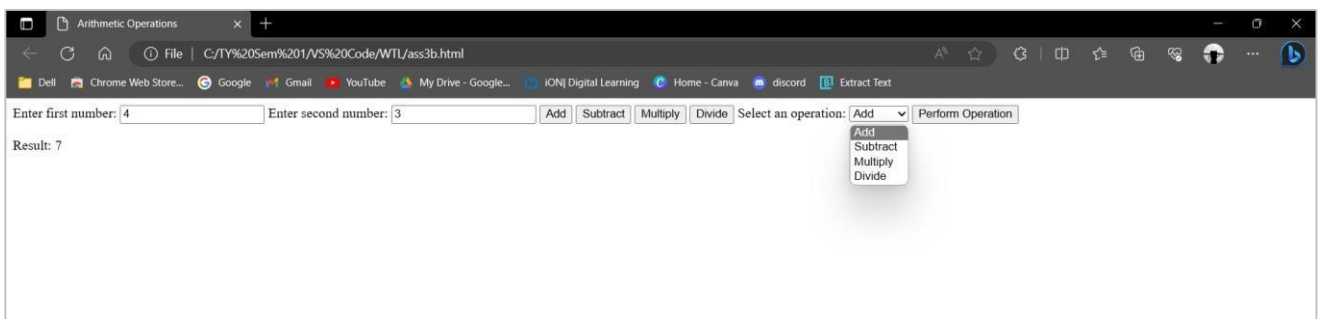 Arithmetic Operations
File | C:/TY%20Sem%201/VS%20Code/WTL/ass3b.html
Dell Chrome Web Store... Google Gmail YouTube My Drive - Google... iON| Digital Learning Home - Canva discord Extract Text
Enter first number: 4 Enter second number: 3 Add Subtract Multiply Divide Select an operation: Add Perform Operation
Add
Result: 7 Subtract
Multiply
Divide